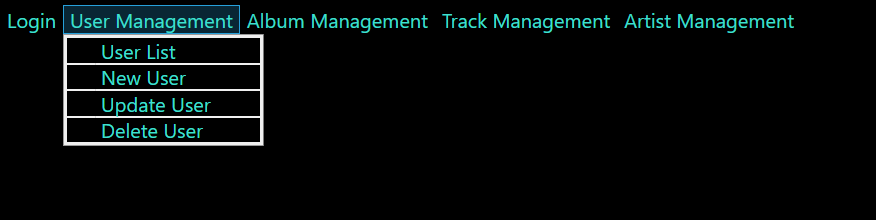 Login User Management Album Management Track Management Artist Management
User List
New User
Update User
Delete User